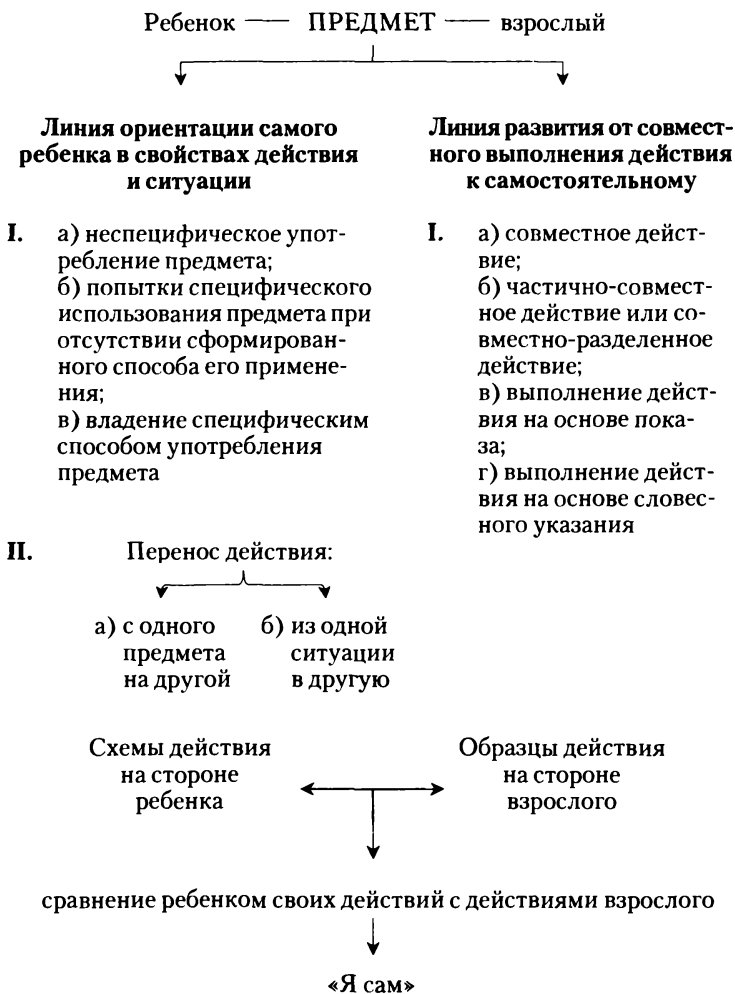 Ребенок — ПРЕДМЕТ — взрослый
Линия ориентации самого
ребенка в свойствах действия
и ситуации
I. а) неспецифическое упот-
ребление предмета;
б) попытки специфического
использования предмета при
отсутствии сформирован-
ного способа его примене-
ния;
в) владение специфическим
способом употребления
предмета
Линия развития от совмест-
ного выполнения действия
к самостоятельному
I. а) совместное дейст-
вие;
б) частично-совмест-
ное действие или со-
вместно-разделенное
действие;
в) выполнение дейст-
вия на основе пока-
за;
г) выполнение дейст-
вия на основе словес-
ного указания
II. Перенос действия:
а) с одного
предмета
на другой
б) из одной
ситуации
в другую
Схемы действия
на стороне
ребенка
Образцы действия
на стороне
взрослого
сравнение ребенком своих действий с действиями взрослого
«Я сам»